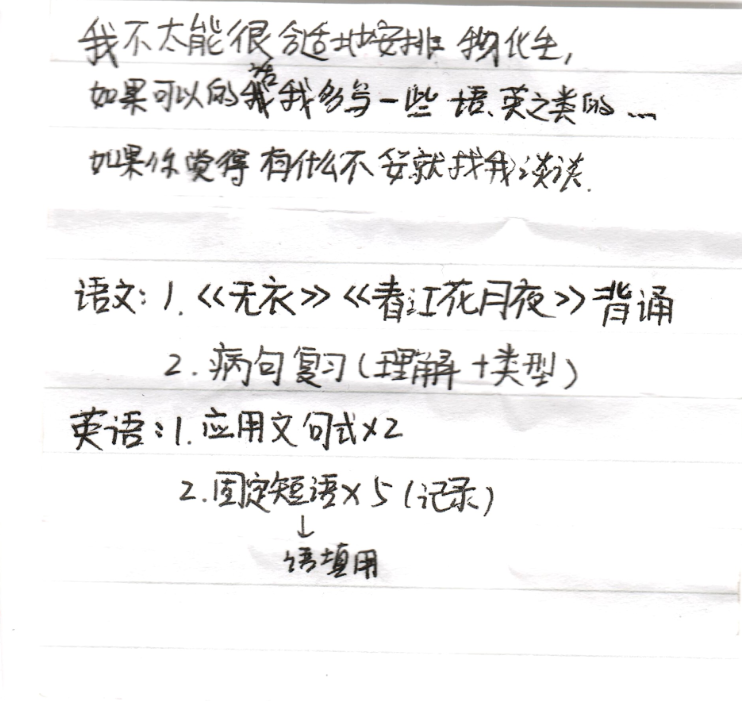 我不太能很合适地安排 物化生,
如果可以的话我多写一些 语、英之类的 ...
如果你觉得 有什么不妥就找我谈谈.
语文: 1. 《无衣》《春江花月夜》背诵
2. 病句复习(理解+类型)
英语: 1. 应用文句式×2
2. 固定短语×5 (记录)
↓
语填用